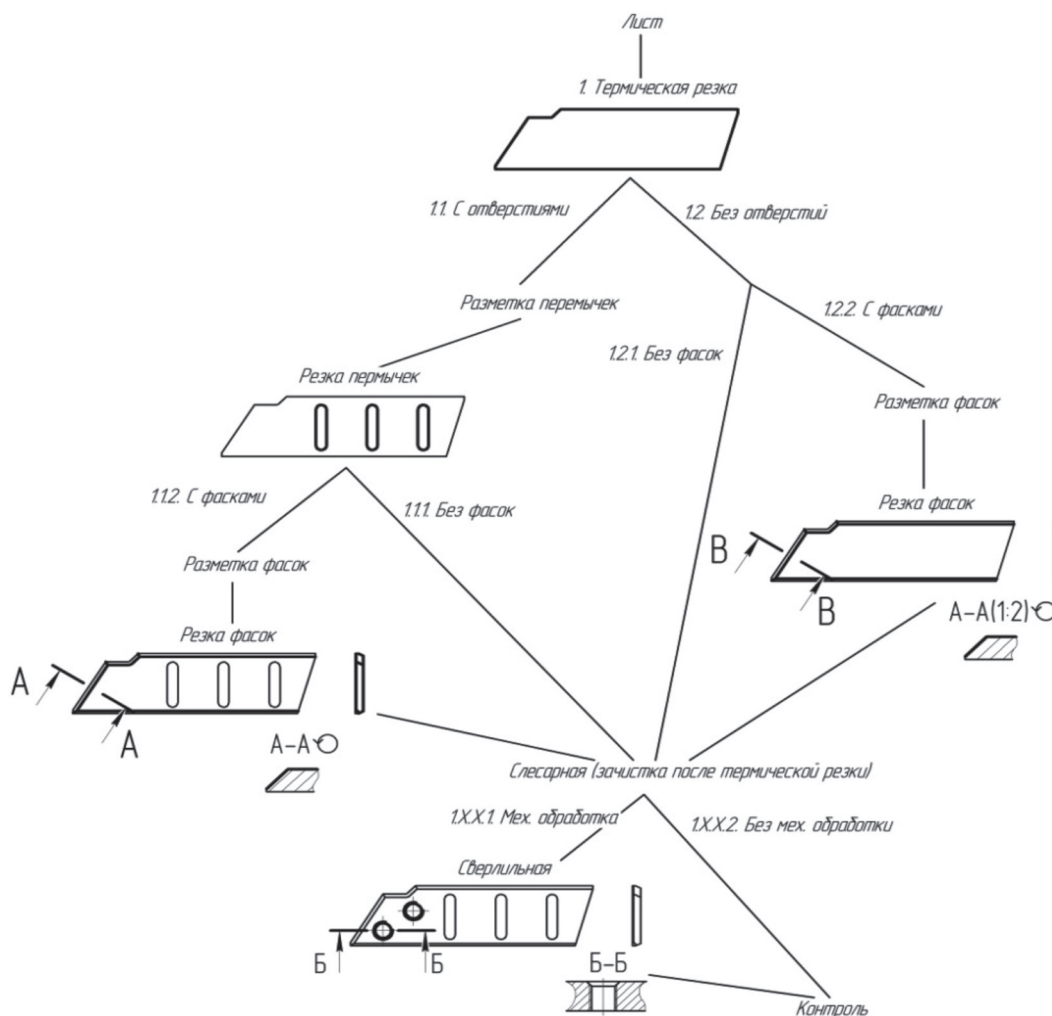 Лист
1. Термическая резка
1.1. С отверстиями
1.2. Без отверстий
Разметка перемычек
1.2.2. С фасками
1.2.1. Без фасок
Резка пермычек
Разметка фасок
1.1.2. С фасками
1.1.1. Без фасок
Резка фасок
В
В
Разметка фасок
А-А(1:2)
Резка фасок
А
А
А-А
Слесарная (зачистка после термической резки)
1.Х.Х.1. Мех. обработка
1.Х.Х.2. Без мех. обработки
Сверлильная
Б
Б
Б-Б
Контроль